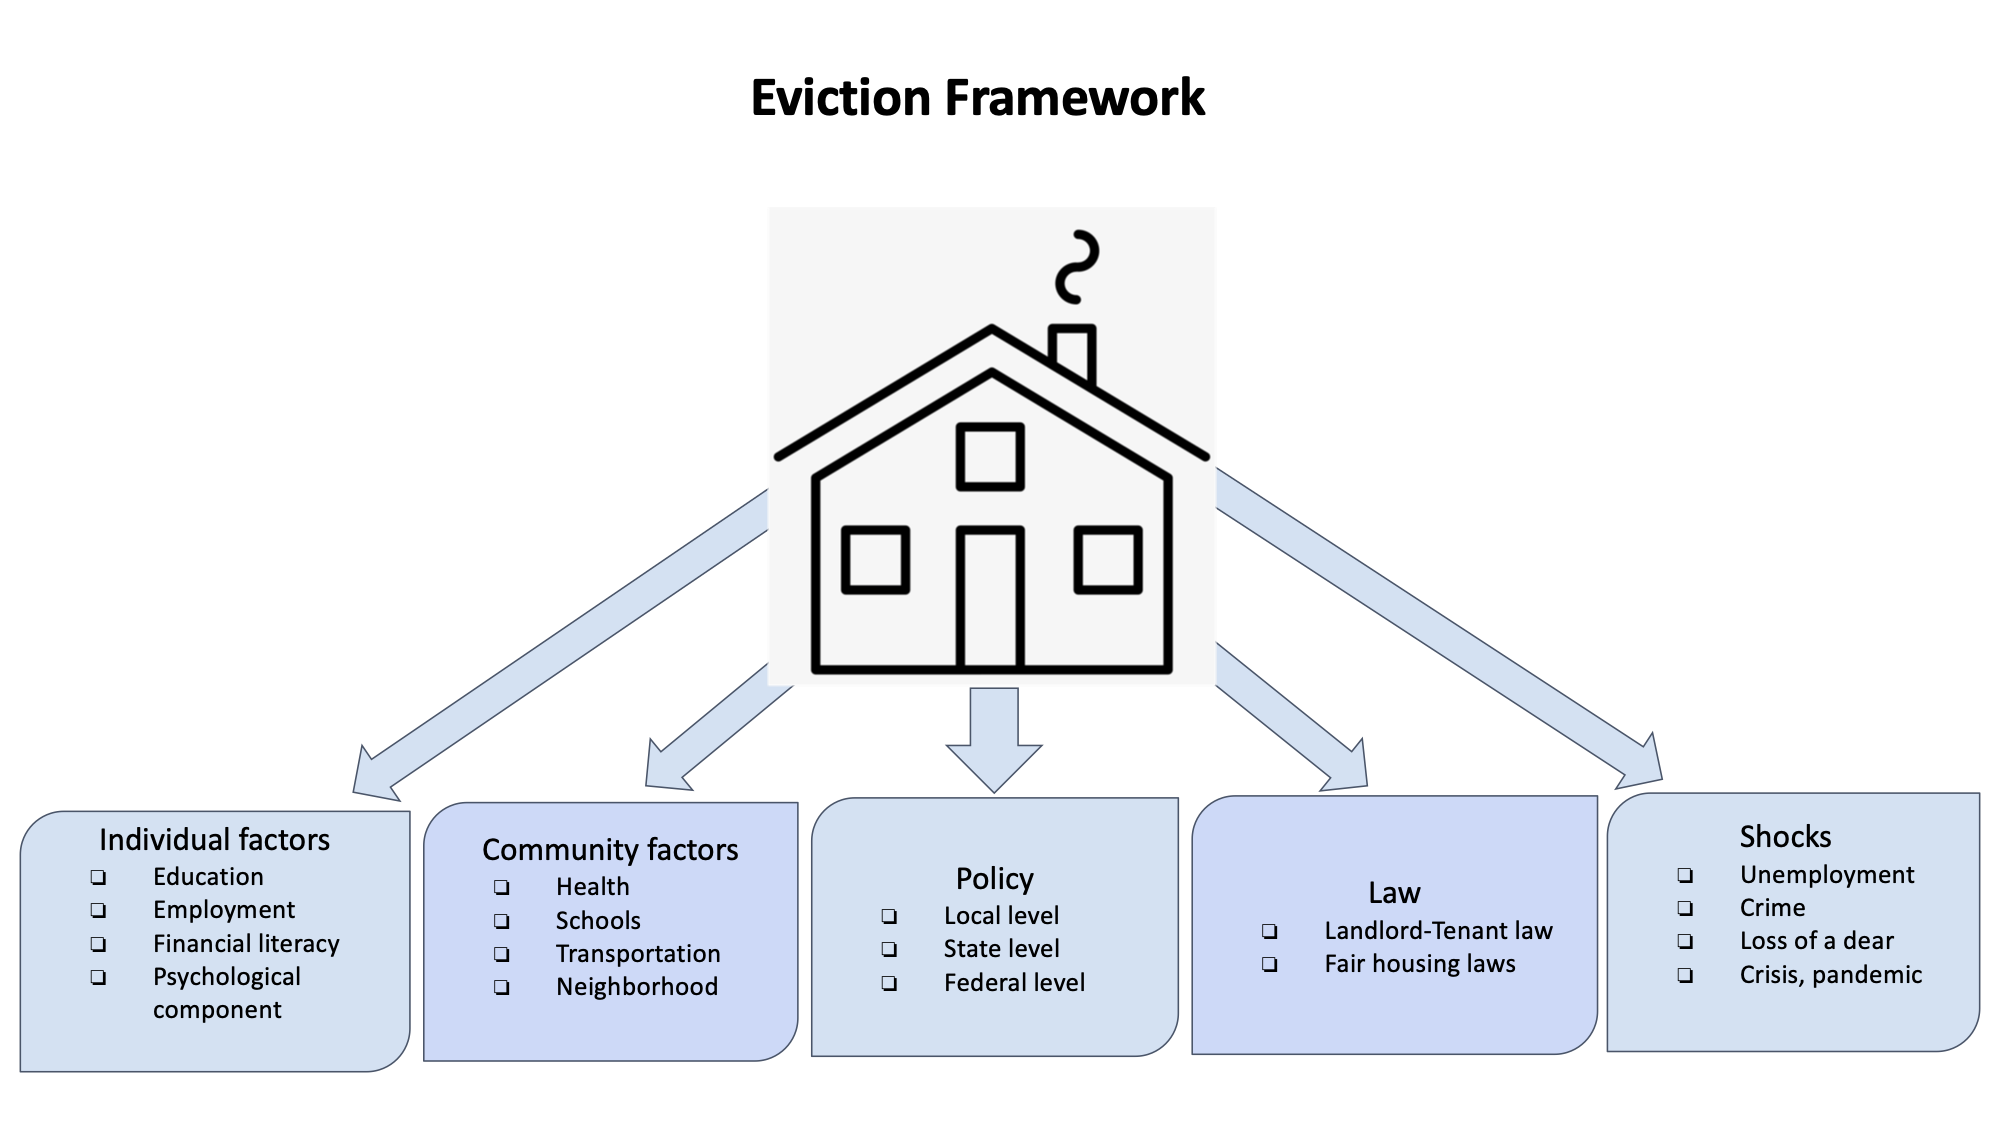 Eviction Framework
Individual factors
❏ Education
❏ Employment
❏ Financial literacy
❏ Psychological
component
Community factors
❏ Health
❏ Schools
❏ Transportation
❏ Neighborhood
Policy
❏ Local level
❏ State level
❏ Federal level
Law
❏ Landlord-Tenant law
❏ Fair housing laws
Shocks
❏ Unemployment
❏ Crime
❏ Loss of a dear
❏ Crisis, pandemic